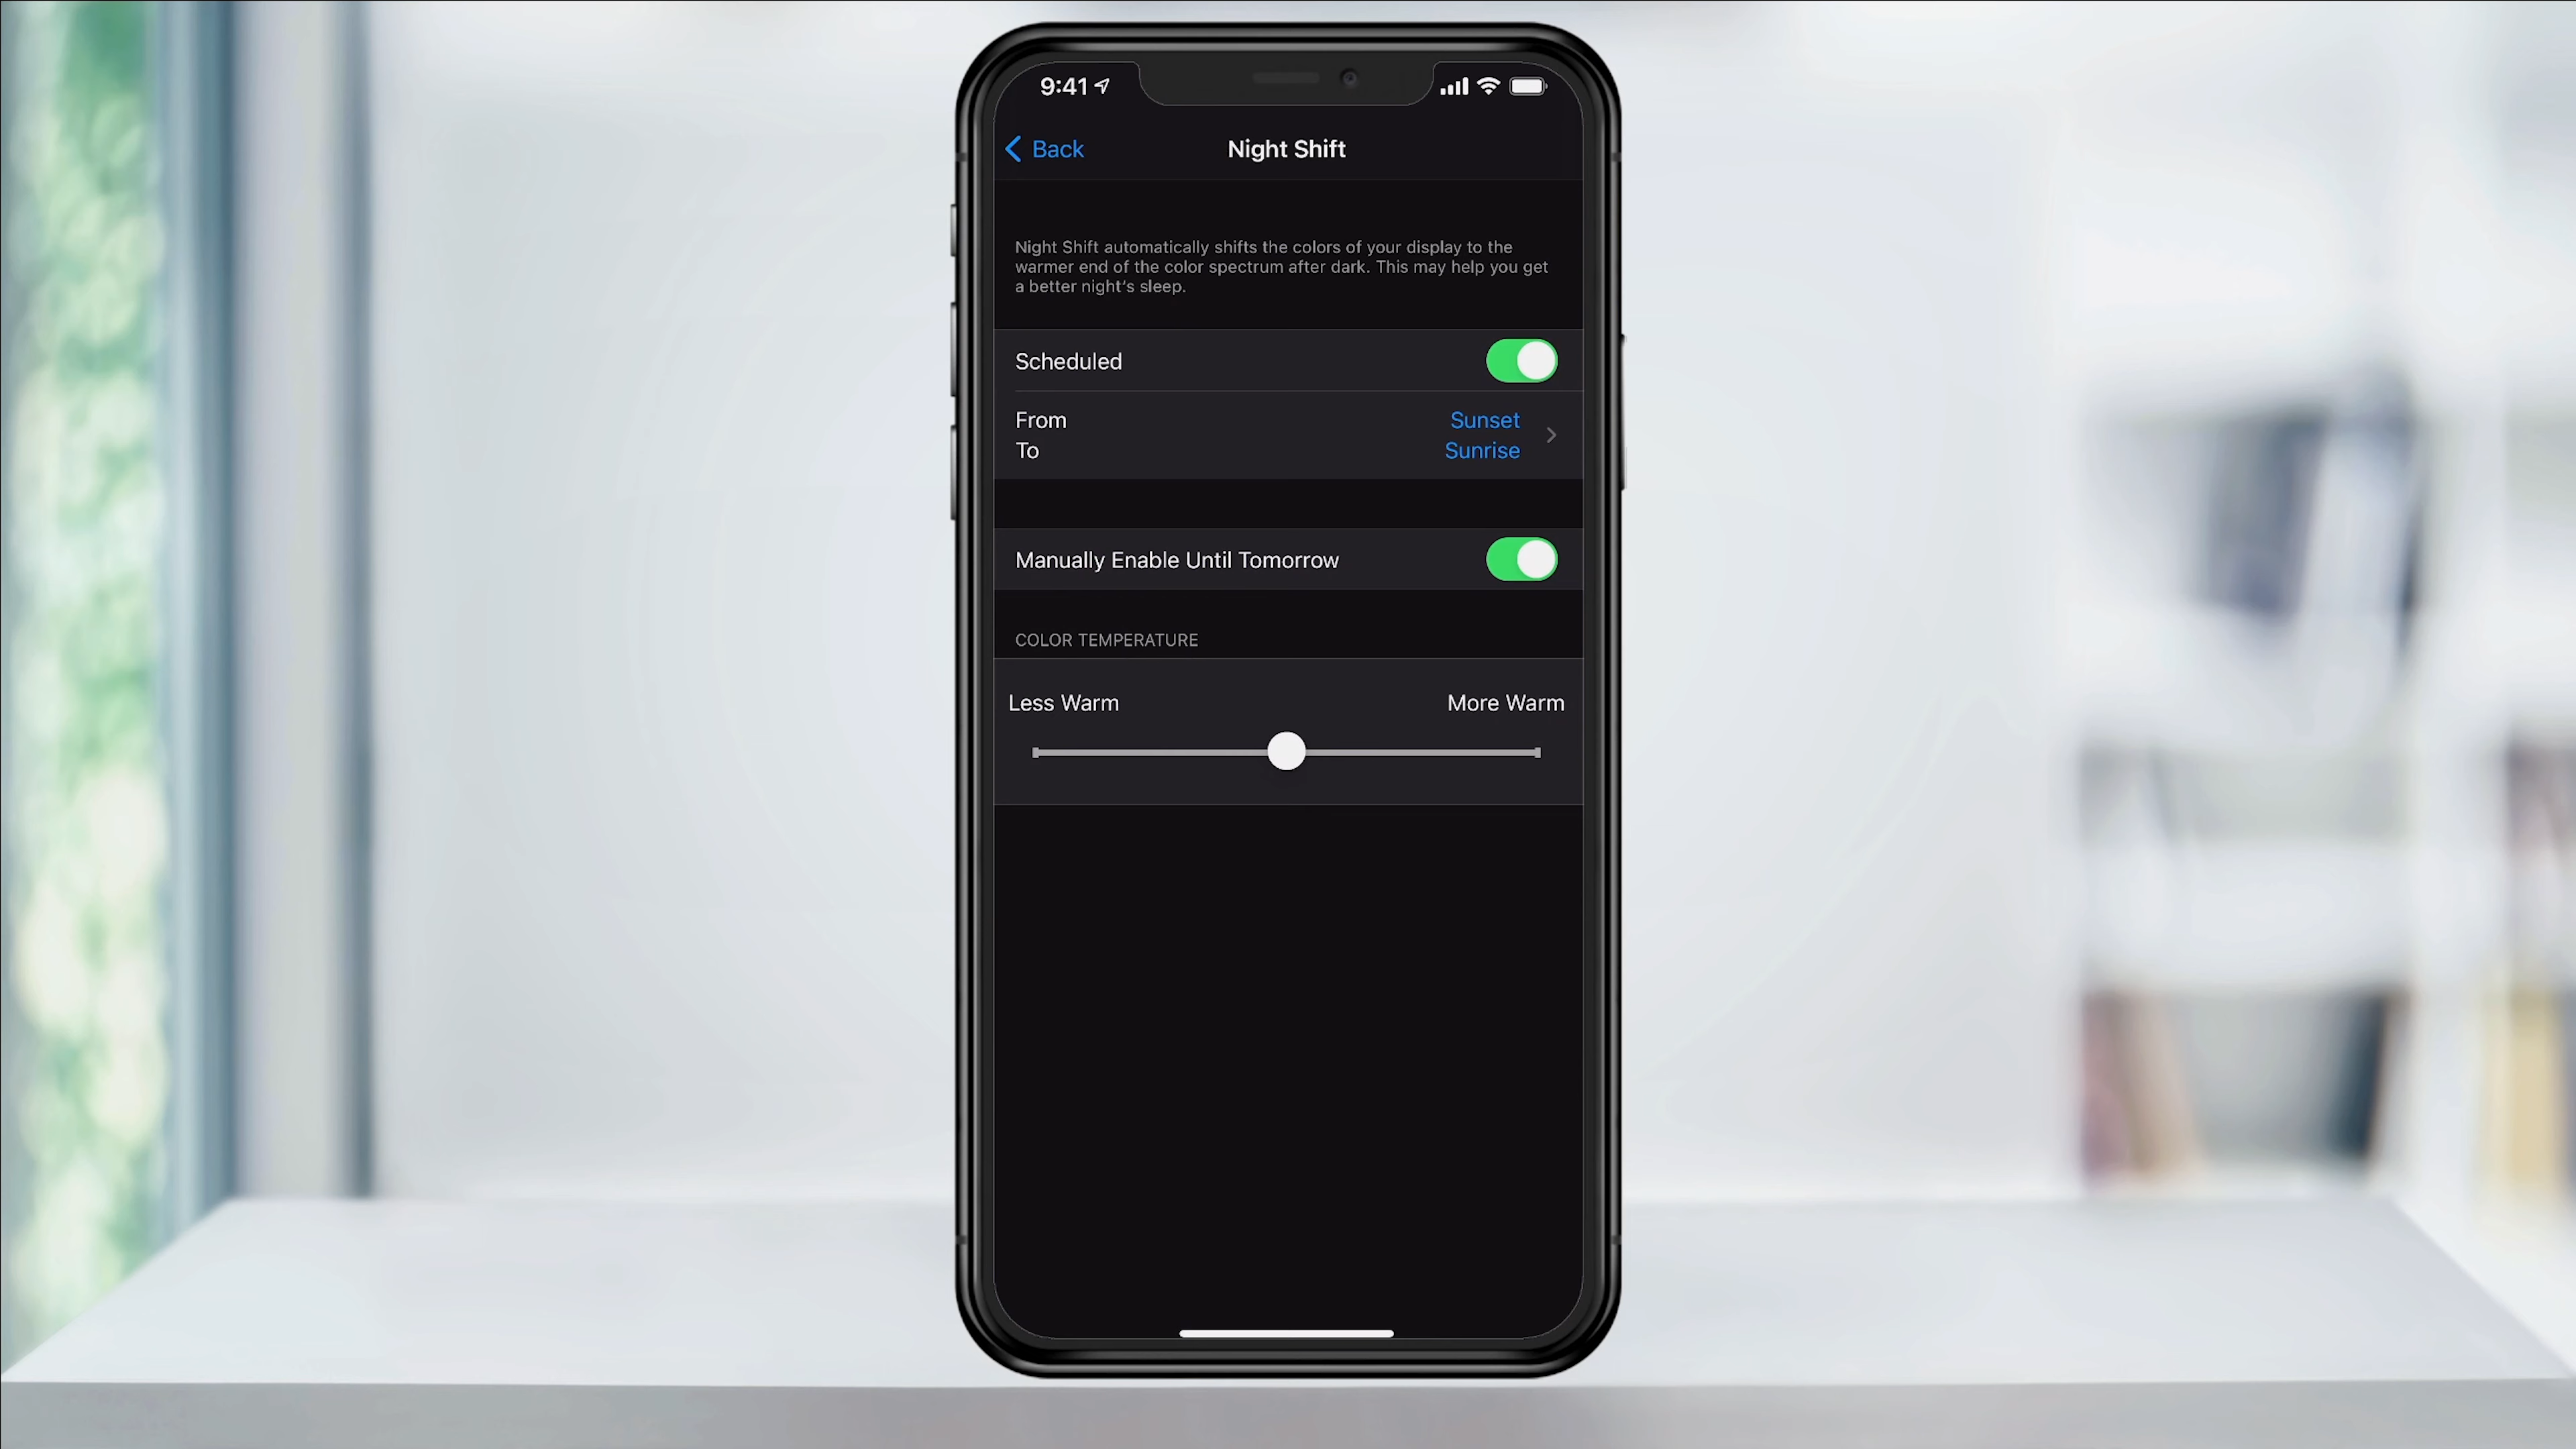 9:41
Back
Night Shift
Night Shift automatically shifts the colors of your display to the
warmer end of the color spectrum after dark. This may help you get
a better night's sleep.
Scheduled
From
Sunset
To
Sunrise
Manually Enable Until Tomorrow
COLOR TEMPERATURE
Less Warm
More Warm